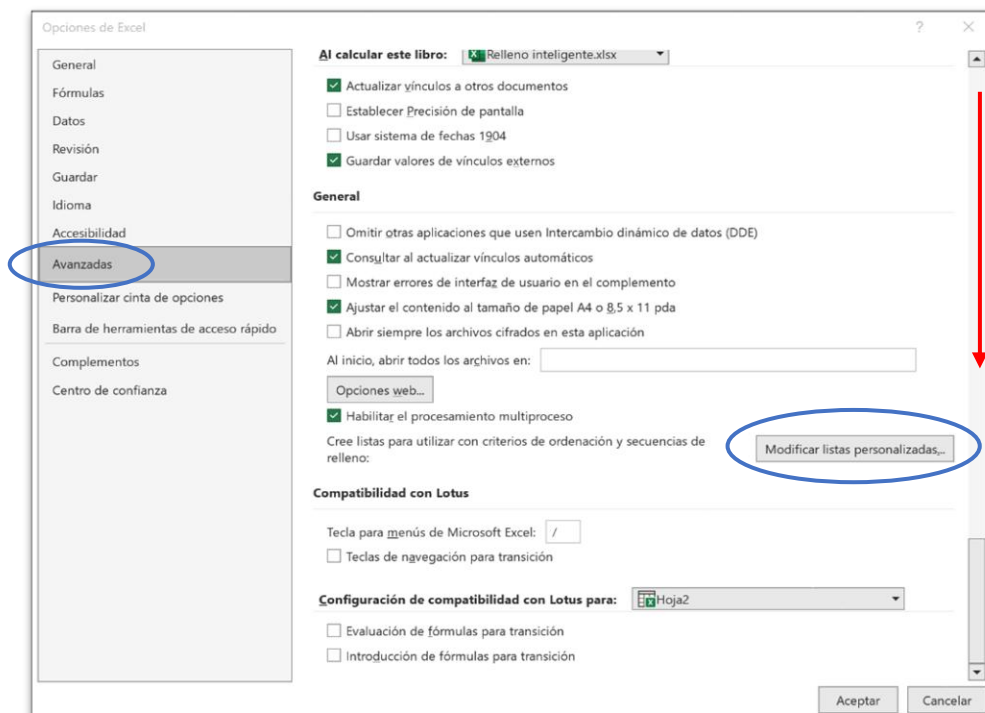 Opciones de Excel
?
General
Fórmulas
Datos
Revisión
Guardar
Idioma
Accesibilidad
Avanzadas
Personalizar cinta de opciones
Barra de herramientas de acceso rápido
Complementos
Centro de confianza
Al calcular este libro: Relleno inteligente.xlsx
Actualizar vínculos a otros documentos
Establecer Precisión de pantalla
Usar sistema de fechas 1904
Guardar valores de vínculos externos
General
Omitir otras aplicaciones que usen Intercambio dinámico de datos (DDE)
Consultar al actualizar vínculos automáticos
Mostrar errores de interfaz de usuario en el complemento
Ajustar el contenido al tamaño de papel A4 o 8,5 x 11 pda
Abrir siempre los archivos cifrados en esta aplicación
Al inicio, abrir todos los archivos en:
Opciones web...
Habilitar el procesamiento multiproceso
Cree listas para utilizar con criterios de ordenación y secuencias de
relleno:
Modificar listas personalizadas,..
Compatibilidad con Lotus
Tecla para menús de Microsoft Excel: /
Teclas de navegación para transición
Configuración de compatibilidad con Lotus para: Hoja2
Evaluación de fórmulas para transición
Introducción de fórmulas para transición
Aceptar Cancelar